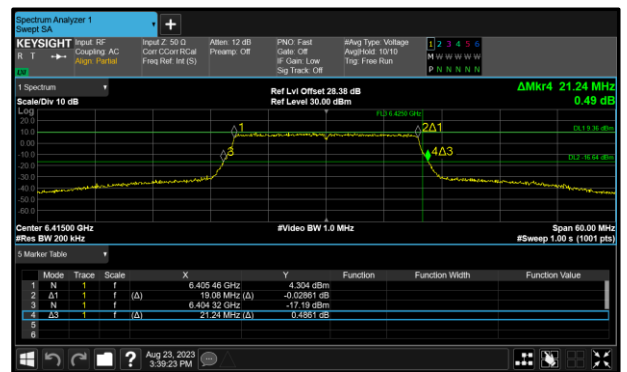 Spectrum Analyzer 1
Swept SA
KEYSIGHT Input: RF Input Z: 50 Ω Atten: 12 dB PNO: Fast #Avg Type: Voltage 1 2 3 4 5 6
R T Coupling: AC Corr CCorr RCal Preamp: Off Gate: Off Avg|Hold: 10/10 M W W W W W
Align: Partial Freq Ref: Int (S) IF Gain: Low Trig: Free Run
Sig Track: Off P N N N N N
LXI
1 Spectrum Ref Lvl Offset 28.38 dB ΔMkr4 21.24 MHz
Scale/Div 10 dB Ref Level 30.00 dBm 0.49 dB
Log
FL3 6.4250 GHz
20.0
1 2Δ1
10.0 DL1 9.36 dBm
0.00
-10.0 3 4Δ3 DL2 -16.64 dBm
-20.0
-30.0
-40.0
-50.0
-60.0
Center 6.41500 GHz #Video BW 1.0 MHz Span 60.00 MHz
#Res BW 200 kHz #Sweep 1.00 s (1001 pts)
5 Marker Table
Mode Trace Scale X Y Function Function Width Function Value
1 N 1 f 6.405 46 GHz 4.304 dBm
2 Δ1 1 f (Δ) 19.08 MHz (Δ) -0.02861 dB
3 N 1 f 6.404 32 GHz -17.19 dBm
4 Δ3 1 f (Δ) 21.24 MHz (Δ) 0.4861 dB
5
6
? Aug 23, 2023
3:39:23 PM